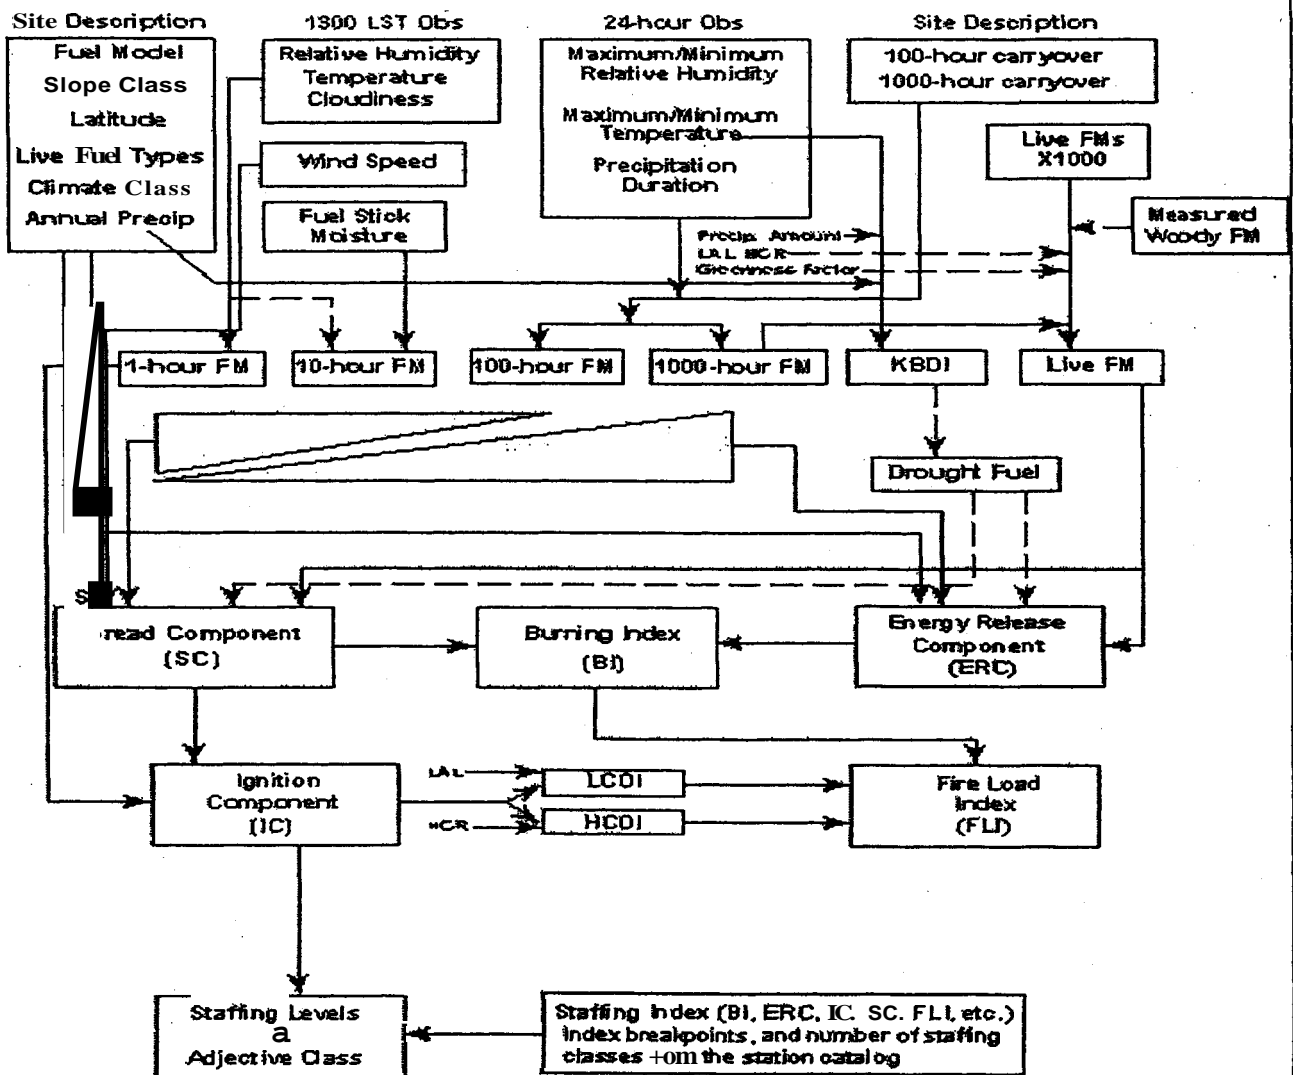 Site Description
1300 LST Obs
24-hour Obs
Site Description
Fuel Model
Slope Class
Latitude
Live Fuel Types
Climate Class
Annual Precip
Relative Humidity
Temperature
Cloudiness
Wind Speed
Fuel Stick
Moisture
Maximum/Minimum
Relative Humidity
Maximum/Minimum
Temperature
Precipitation
Duration
100-hour carryover
1000-hour carryover
Live FMs
X1000
Measured
Woody FM
Precip. Amount
LAL HCR
Greenness Factor
1-hour FM
10-hour FM
100-hour FM
1000-hour FM
KBDI
Live FM
Drought Fuel
S
read Component
(SC)
Burning Index
(BI)
Energy Release
Component
(ERC)
Ignition
Component
(IC)
LAL
HCR
LCOI
HCOI
Fire Load
Index
(FLI)
Staffing Levels
a
Adjective Class
Staffing Index (BI, ERC, IC. SC. FLI, etc.)
Index breakpoints, and number of staffing
classes +om the station catalog